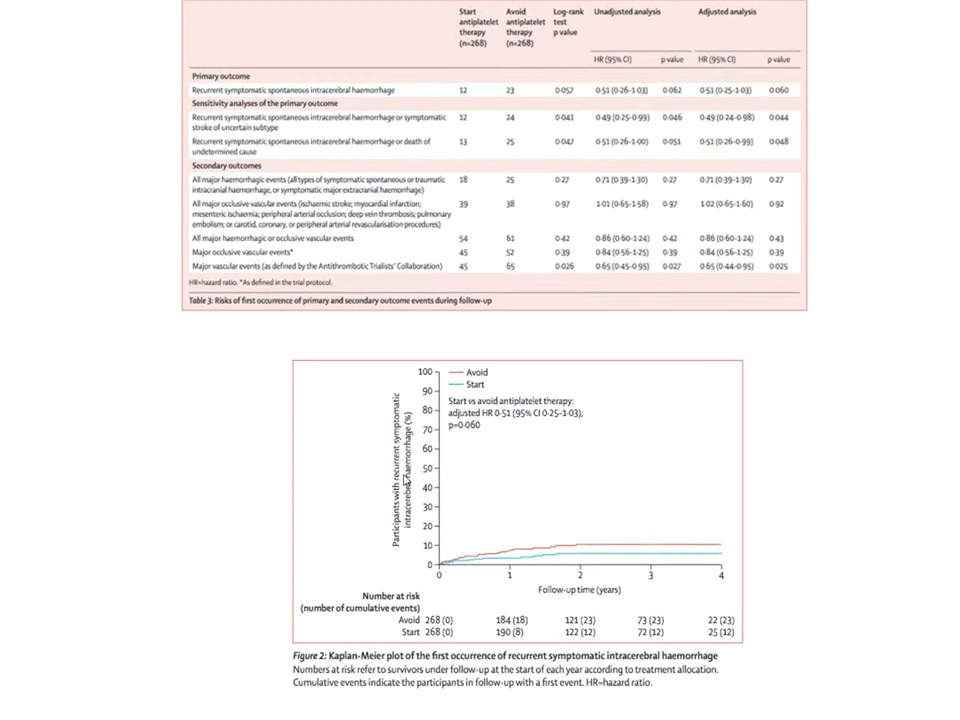 Start antiplatelet therapy (n=268) Avoid antiplatelet therapy (n=268) Log-rank test p value Unadjusted analysis Adjusted analysis
HR (95% CI) p value HR (95% CI) p value
Primary outcome
Recurrent symptomatic spontaneous intracerebral haemorrhage 12 23 0·057 0·51 (0·26-1·03) 0·062 0·51 (0·25-1·03) 0·060
Sensitivity analyses of the primary outcome
Recurrent symptomatic spontaneous intracerebral haemorrhage or symptomatic 12 24 0·041 0·49 (0·25-0·99) 0·046 0·49 (0·24-0·98) 0·044
stroke of uncertain subtype
Recurrent symptomatic spontaneous intracerebral haemorrhage or death of 13 25 0·047 0·51 (0·26-1·00) 0·051 0·51 (0·26-0·99) 0·048
undetermined cause
Secondary outcomes
All major haemorrhagic events (all types of symptomatic spontaneous or traumatic 18 25 0·27 0·71 (0·39-1·30) 0·27 0·71 (0·39-1·30) 0·27
intracranial haemorrhage, or symptomatic major extracranial haemorrhage)
All major occlusive vascular events (ischaemic stroke; myocardial infarction; 39 38 0·97 1·01 (0·65-1·58) 0·97 1·02 (0·65-1·60) 0·92
mesenteric ischaemia; peripheral arterial occlusion; deep vein thrombosis; pulmonary
embolism; or carotid, coronary, or peripheral arterial revascularisation procedures)
All major haemorrhagic or occlusive vascular events 54 61 0·42 0·86 (0·60-1·24) 0·42 0·86 (0·60-1·24) 0·43
Major occlusive vascular events* 45 52 0·39 0·84 (0·56-1·25) 0·39 0·84 (0·56-1·25) 0·39
Major vascular events (as defined by the Antithrombotic Trialists' Collaboration) 45 65 0·026 0·65 (0·45-0·95) 0·027 0·65 (0·44-0·95) 0·025
HR=hazard ratio. *As defined in the trial protocol.
Table 3: Risks of first occurrence of primary and secondary outcome events during follow-up
Participants with recurrent symptomatic
intracerebral haemorrhage (%)
100
90
80
70
60
50
40
30
20
10
0
Avoid
Start
Start vs avoid antiplatelet therapy:
adjusted HR 0·51 (95% CI 0·25–1·03);
p=0·060
0 1 2 3 4
Follow-up time (years)
Number at risk
(number of cumulative events)
Avoid 268 (0) 184 (18) 121 (23) 73 (23) 22 (23)
Start 268 (0) 190 (8) 122 (12) 72 (12) 25 (12)
Figure 2: Kaplan-Meier plot of the first occurrence of recurrent symptomatic intracerebral haemorrhage
Numbers at risk refer to survivors under follow-up at the start of each year according to treatment allocation.
Cumulative events indicate the participants in follow-up with a first event. HR=hazard ratio.